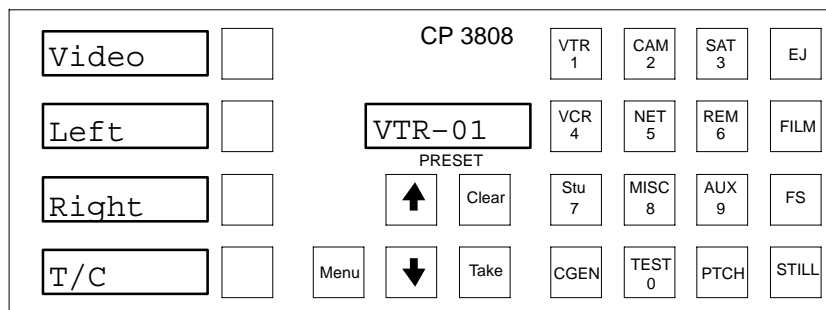 CP 3808
Video
VTR 1
CAM 2
SAT 3
EJ
Left
VTR-01
PRESET
VCR 4
NET 5
REM 6
FILM
Right
Clear
Stu 7
MISC 8
AUX 9
FS
T/C
Menu
Take
CGEN
TEST 0
PTCH
STILL